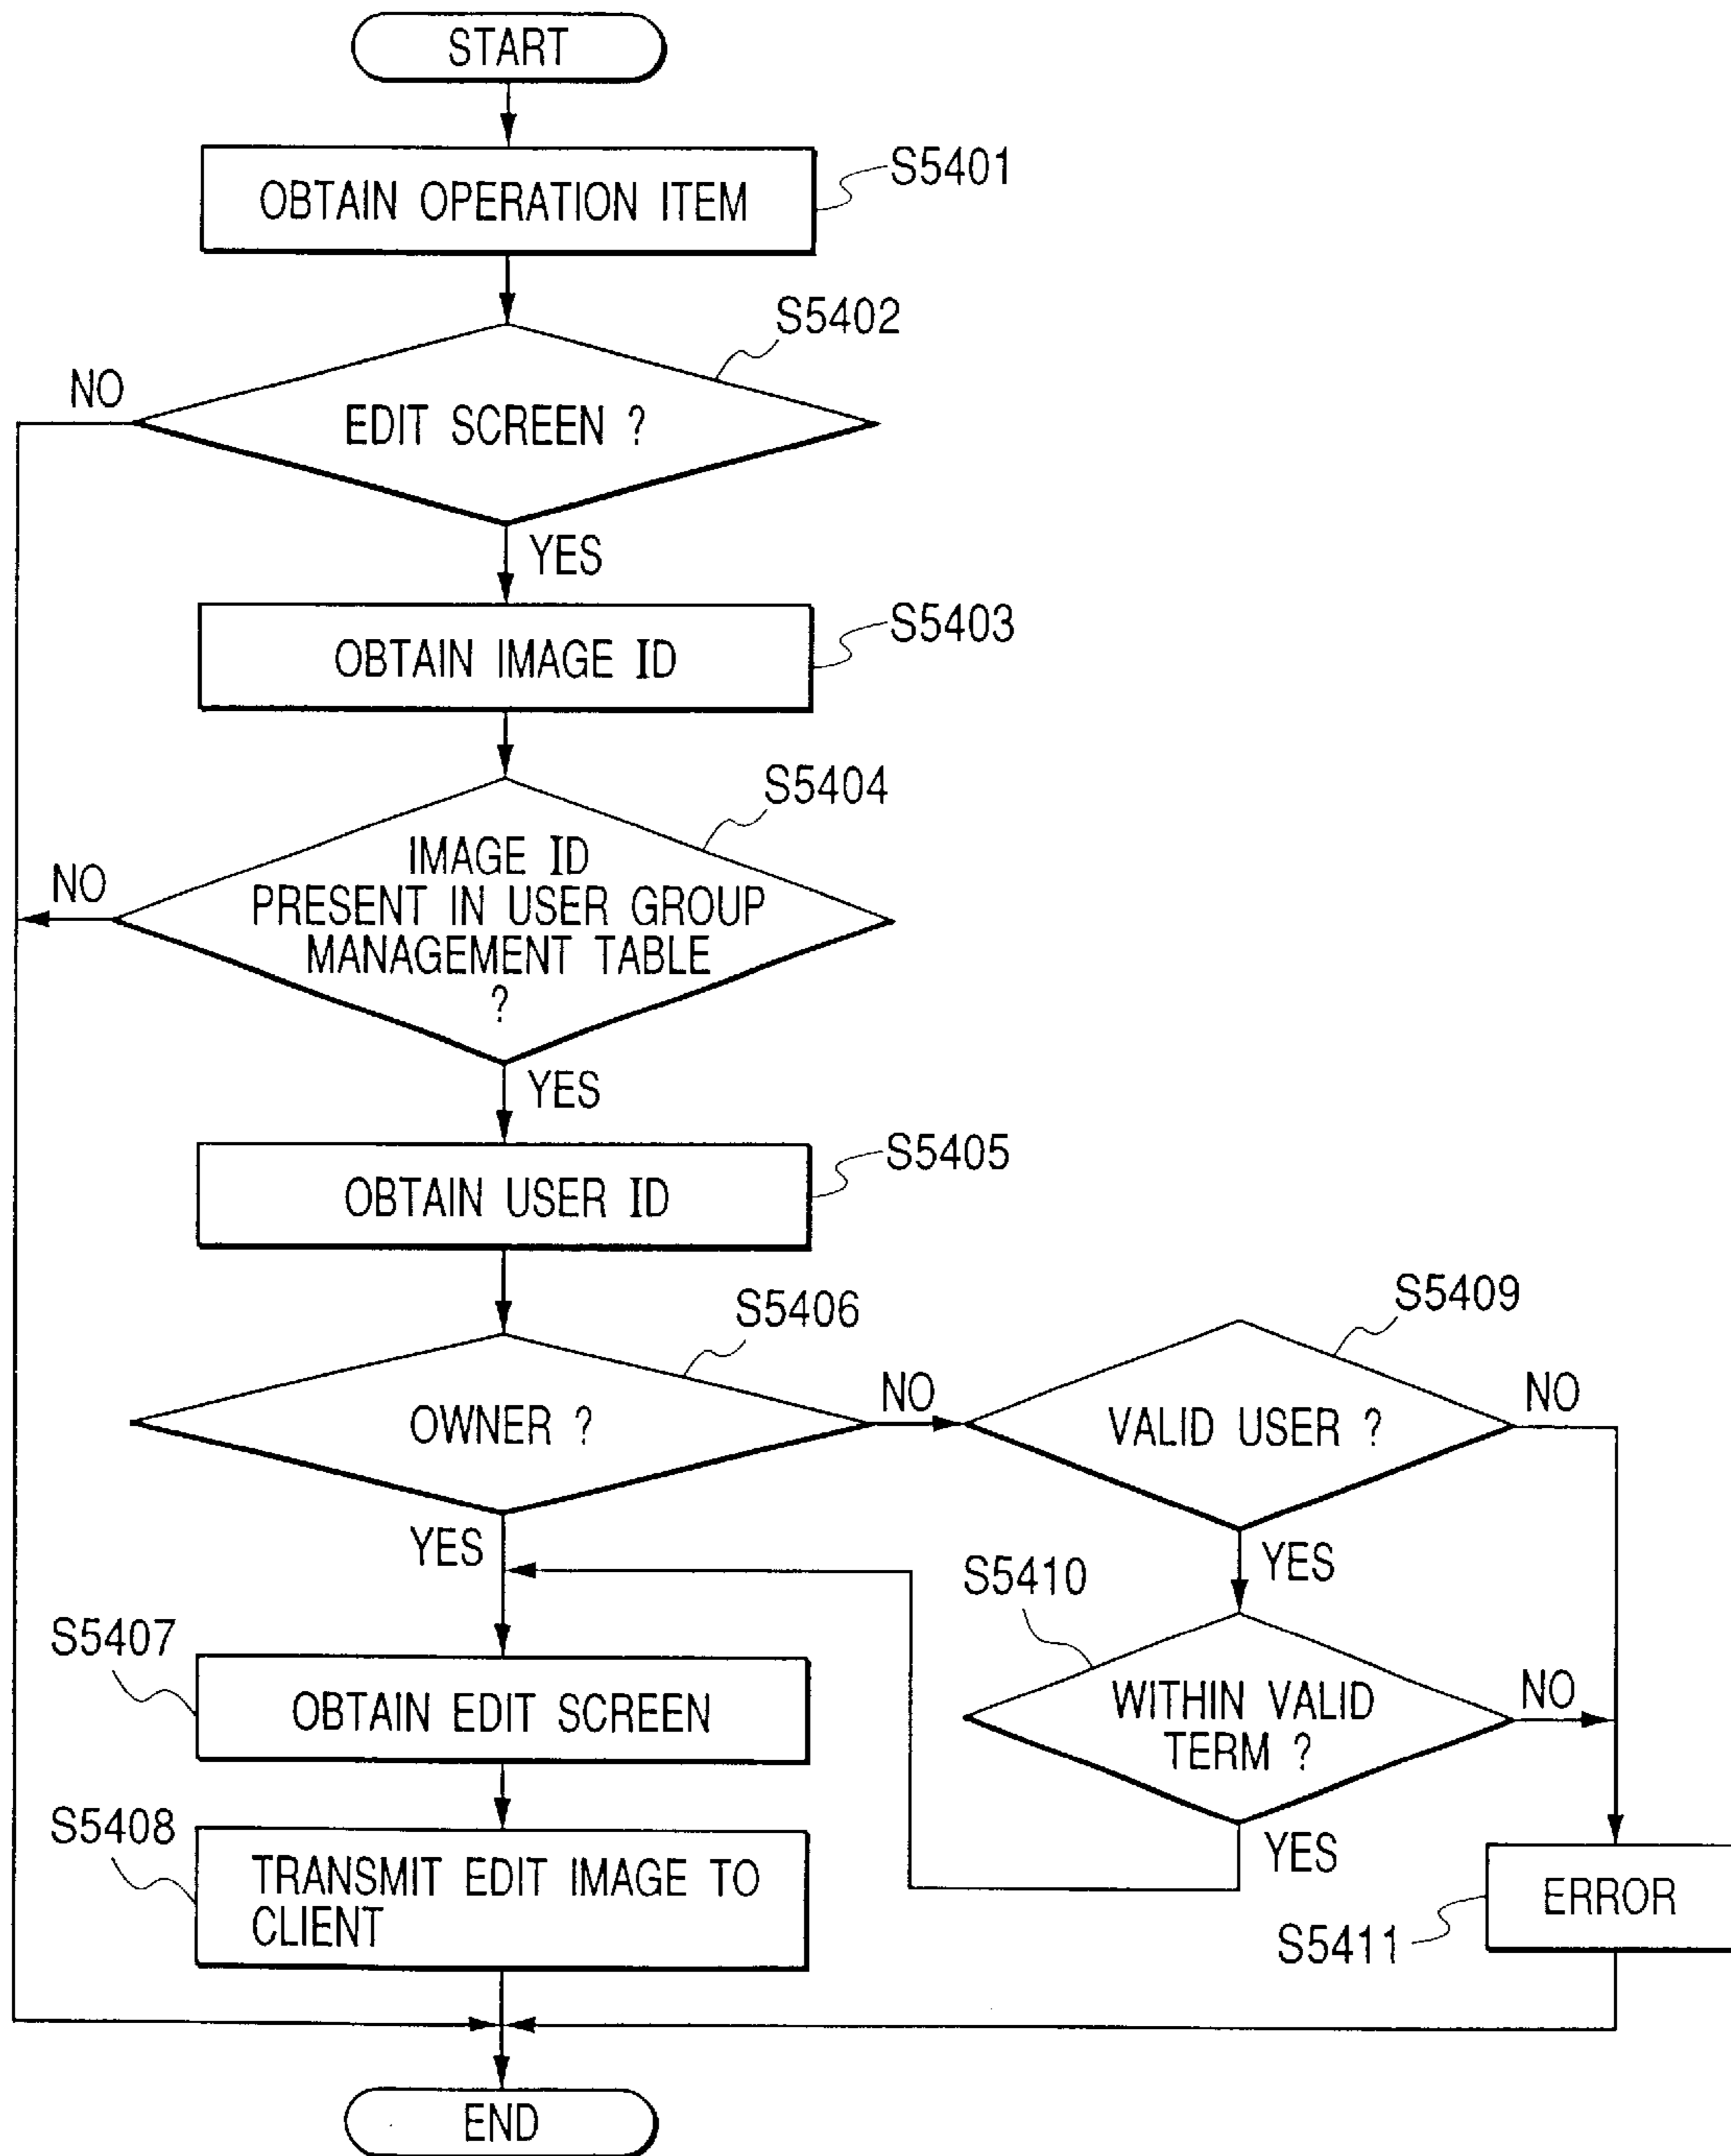 START
OBTAIN OPERATION ITEM
S5401
S5402
NO
EDIT SCREEN ?
YES
OBTAIN IMAGE ID
S5403
S5404
NO
IMAGE ID
PRESENT IN USER GROUP
MANAGEMENT TABLE
?
YES
OBTAIN USER ID
S5405
S5406
OWNER ?
NO
S5409
VALID USER ?
NO
YES
YES
S5410
WITHIN VALID
TERM ?
NO
YES
S5407
OBTAIN EDIT SCREEN
S5408
TRANSMIT EDIT IMAGE TO
CLIENT
ERROR
S5411
END